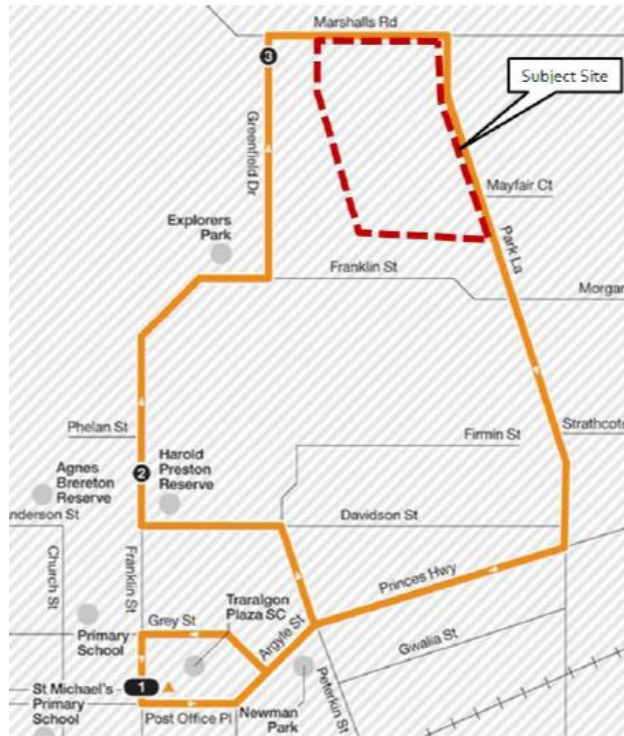 Marshalls Rd
3
Subject Site
Greenfield Dr
Mayfair Ct
Explorers
Park
Park La
Franklin St
Morgan
Phelan St
Firmin St
Strathcote
Harold
Preston
Reserve
2
Agnes
Brereton
Reserve
nderson St
Davidson St
Church St
Franklin St
Princes Hwy
Traralgon
Plaza SC
Grey St
Argyle St
Gwalia St
Primary
School
1
St Michael's
Primary
School
Post Office Pl
Newman
Park
Peterkin St